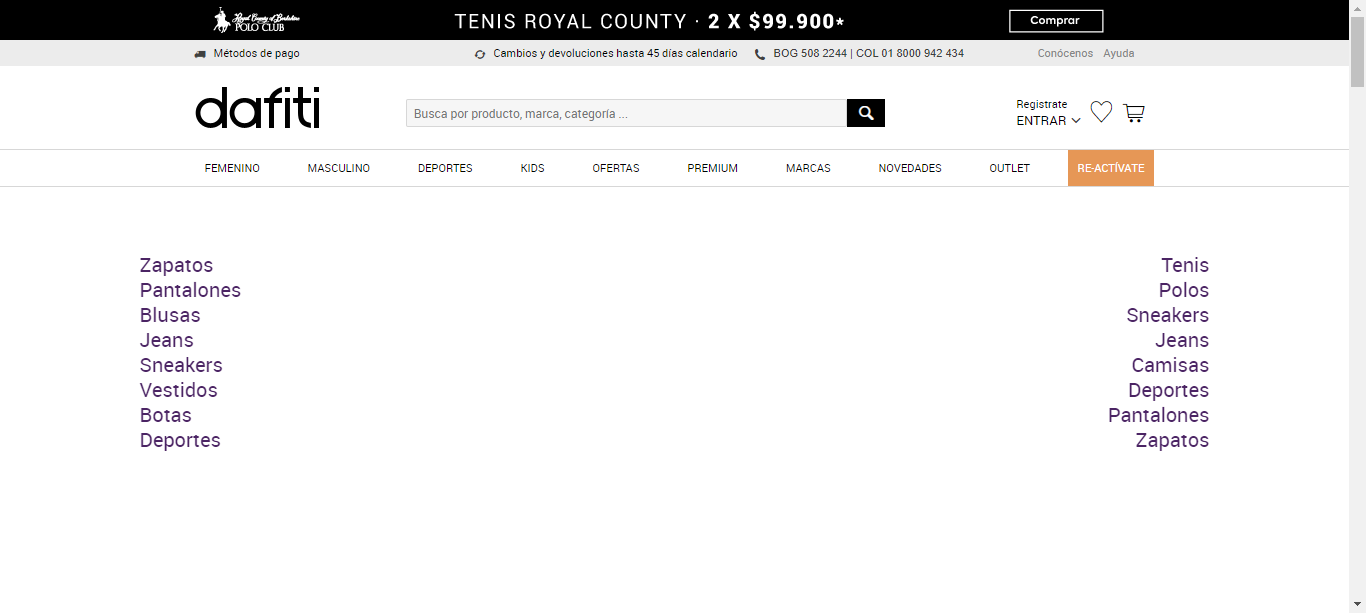 Royal County of Berkshire
POLO CLUB
TENIS ROYAL COUNTY · 2 X $99.900*
Comprar
Métodos de pago
Cambios y devoluciones hasta 45 días calendario
BOG 508 2244 | COL 01 8000 942 434
Conócenos
Ayuda
dafiti
Busca por producto, marca, categoría ...
Registrate
ENTRAR
FEMENINO
MASCULINO
DEPORTES
KIDS
OFERTAS
PREMIUM
MARCAS
NOVEDADES
OUTLET
RE-ACTÍVATE
Zapatos
Pantalones
Blusas
Jeans
Sneakers
Vestidos
Botas
Deportes
Tenis
Polos
Sneakers
Jeans
Camisas
Deportes
Pantalones
Zapatos